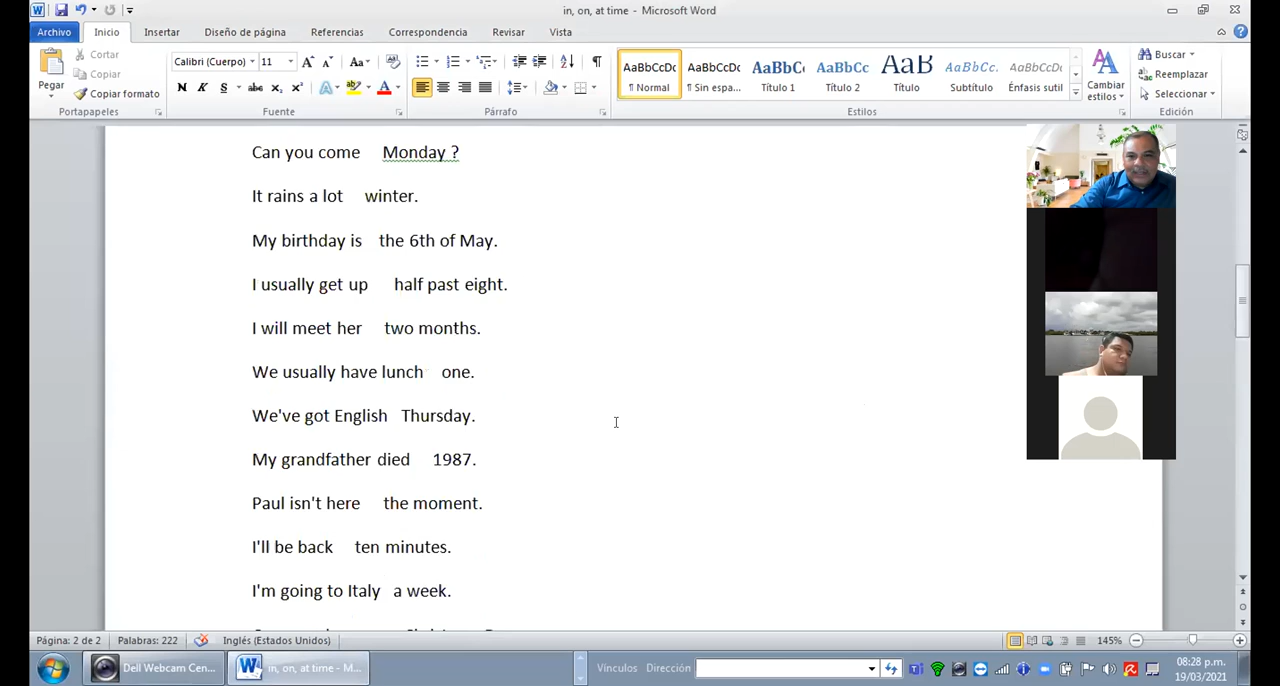 in, on, at time - Microsoft Word
Archivo Inicio Insertar Diseño de página Referencias Correspondencia Revisar Vista
Pegar
Cortar
Copiar
Copiar formato
Portapapeles
Calibri (Cuerpo) 11
N K S abc x₂ x²
Fuente
Párrafo
AaBbCcDc AaBbCcDc AaBbC AaBbCc AaB AaBbCc. AaBbCcDc
¶ Normal ¶ Sin espa... Título 1 Título 2 Título Subtítulo Énfasis sutil
Estilos
Cambiar estilos
Buscar
Reemplazar
Seleccionar
Edición
Can you come Monday ?
It rains a lot winter.
My birthday is the 6th of May.
I usually get up half past eight.
I will meet her two months.
We usually have lunch one.
We've got English Thursday.
My grandfather died 1987.
Paul isn't here the moment.
I'll be back ten minutes.
I'm going to Italy a week.
Página: 2 de 2 Palabras: 222 Inglés (Estados Unidos) 145%
Dell Webcam Cen... in, on, at time - M... Vínculos Dirección 08:28 p.m.
19/03/2021